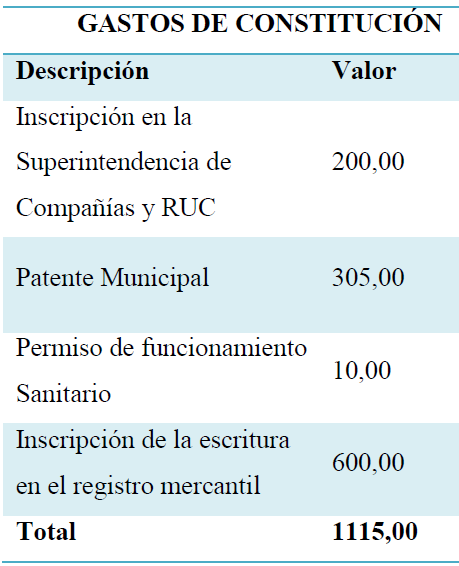 GASTOS DE CONSTITUCIÓN
Descripción Valor
Inscripción en la
Superintendencia de 200,00
Compañías y RUC
Patente Municipal 305,00
Permiso de funcionamiento
10,00
Sanitario
Inscripción de la escritura
600,00
en el registro mercantil
Total 1115,00